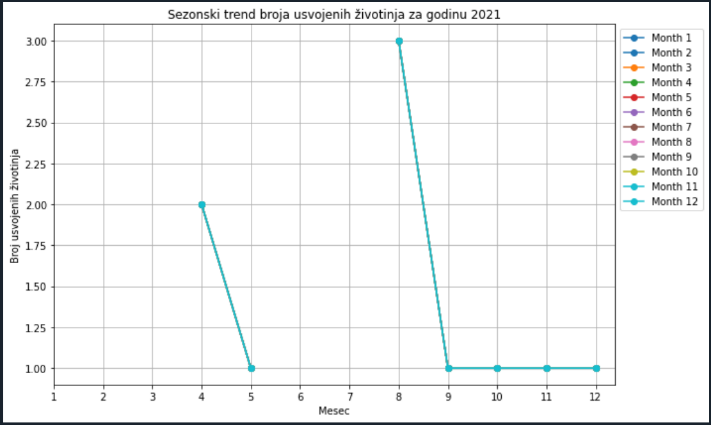 Sezonski trend broja usvojenih životinja za godinu 2021
Broj usvojenih životinja
3.00
2.75
2.50
2.25
2.00
1.75
1.50
1.25
1.00
1 2 3 4 5 6 7 8 9 10 11 12
Mesec
Month 1
Month 2
Month 3
Month 4
Month 5
Month 6
Month 7
Month 8
Month 9
Month 10
Month 11
Month 12